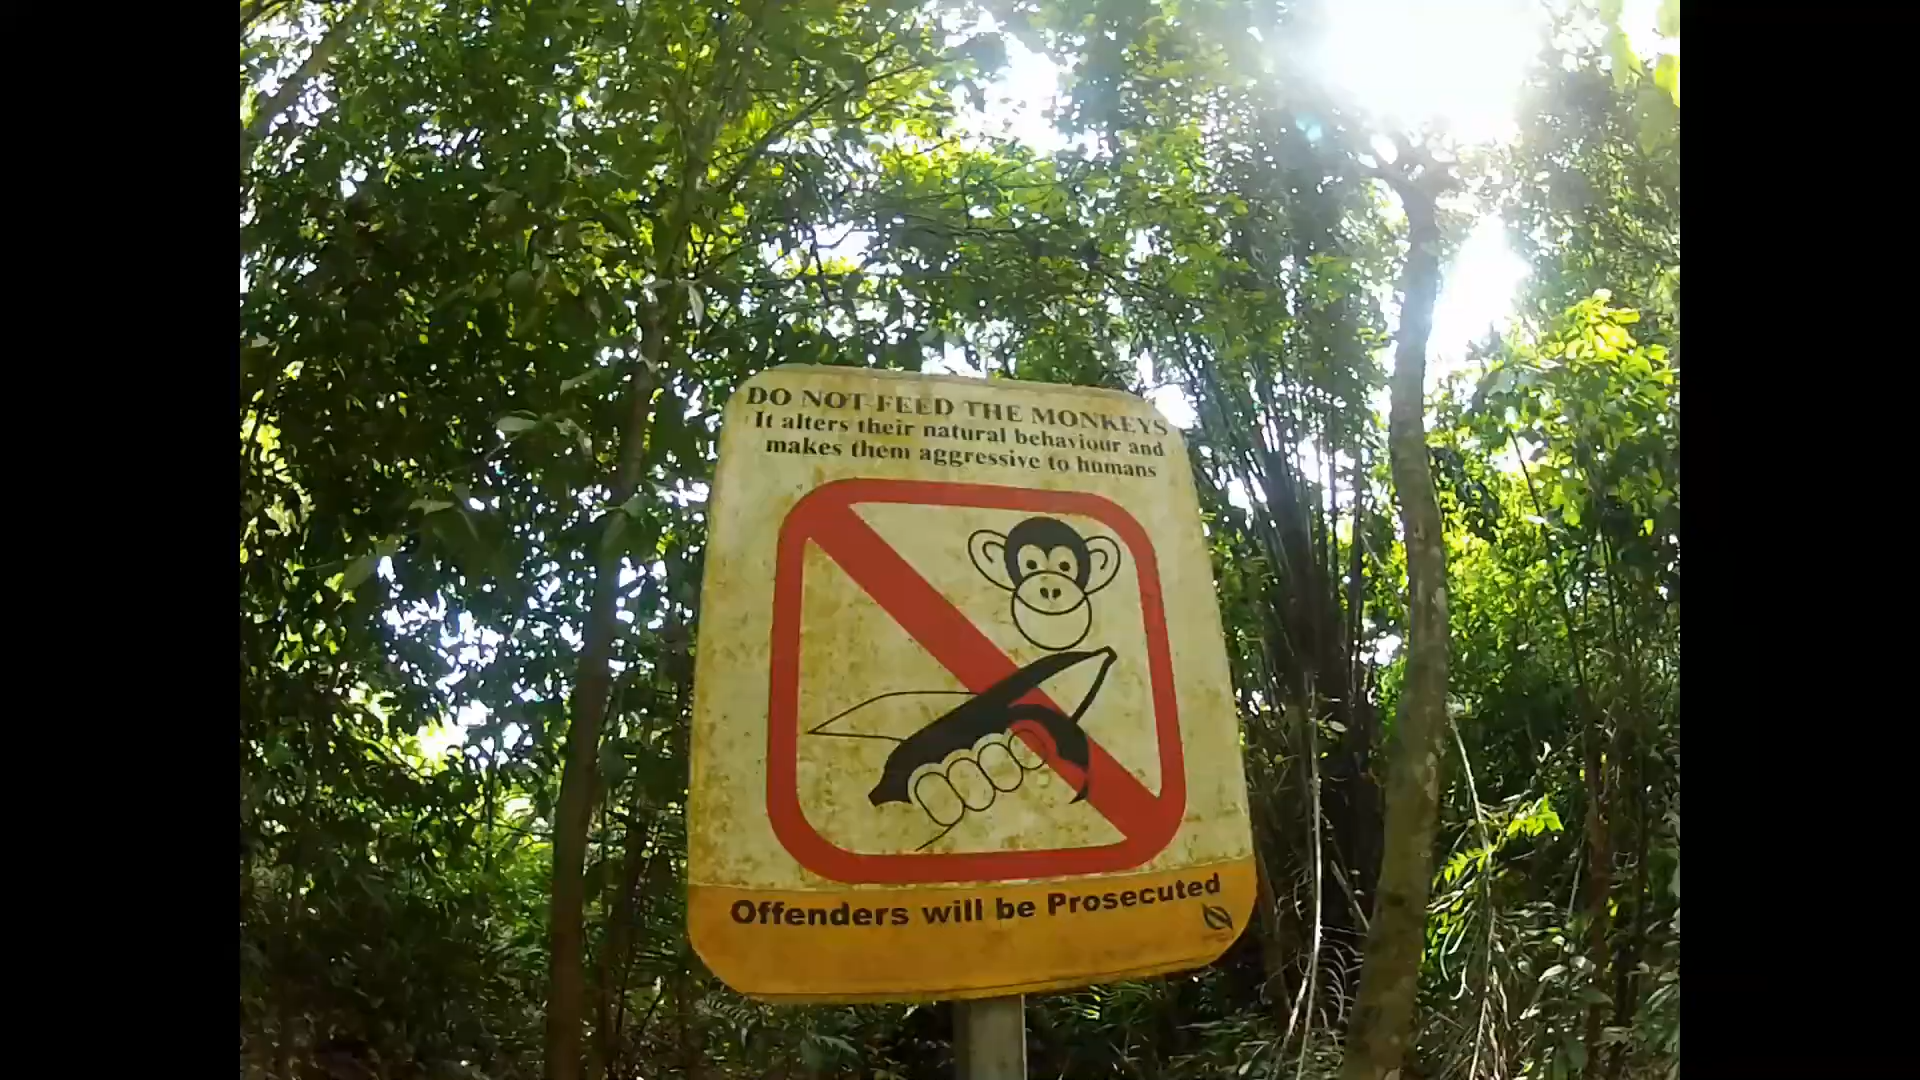 DO NOT FEED THE MONKEYS
It alters their natural behaviour and
makes them aggressive to humans
Offenders will be Prosecuted